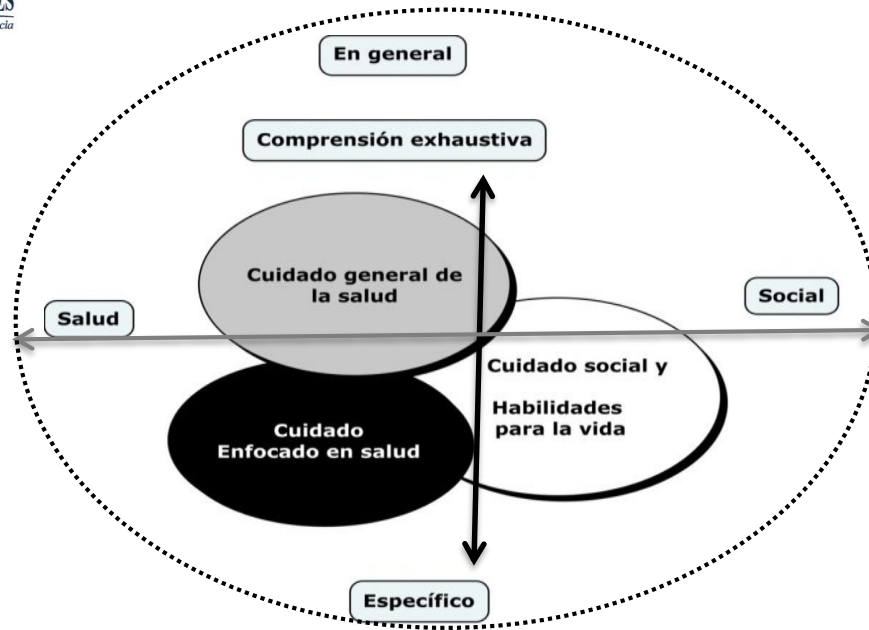 cia
En general
Comprensión exhaustiva
Cuidado general de
la salud
Social
Salud
Cuidado social y
Habilidades
para la vida
Cuidado
Enfocado en salud
Específico